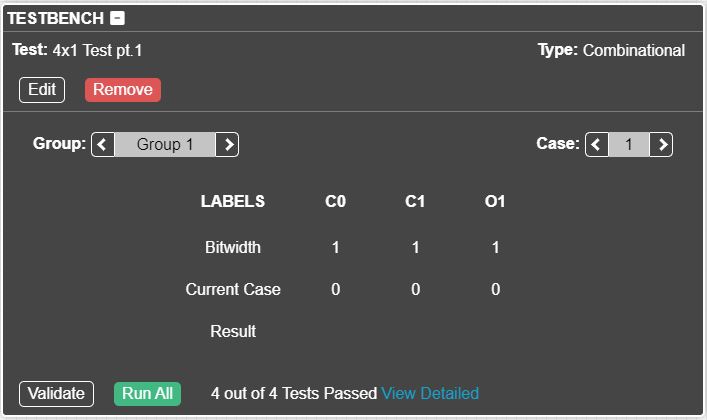 TESTBENCH
Test: 4x1 Test pt.1 Type: Combinational
Edit Remove
Group: < Group 1 > Case: < 1 >
LABELS C0 C1 O1
Bitwidth 1 1 1
Current Case 0 0 0
Result
Validate Run All 4 out of 4 Tests Passed View Detailed